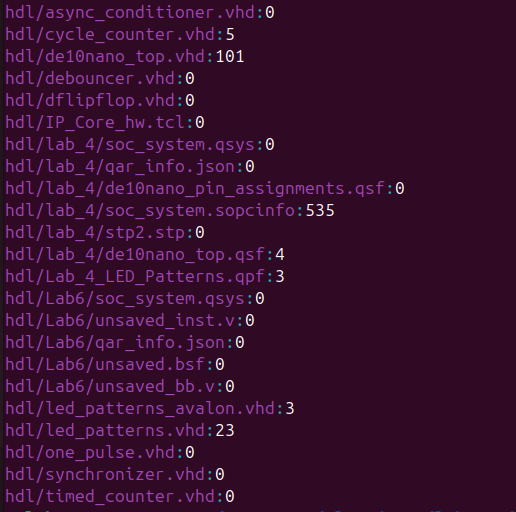 hdl/async_conditioner.vhd:0
hdl/cycle_counter.vhd:5
hdl/de10nano_top.vhd:101
hdl/debouncer.vhd:0
hdl/dflipflop.vhd:0
hdl/IP_Core_hw.tcl:0
hdl/lab_4/soc_system.qsys:0
hdl/lab_4/qar_info.json:0
hdl/lab_4/de10nano_pin_assignments.qsf:0
hdl/lab_4/soc_system.sopcinfo:535
hdl/lab_4/stp2.stp:0
hdl/lab_4/de10nano_top.qsf:4
hdl/Lab_4_LED_Patterns.qpf:3
hdl/Lab6/soc_system.qsys:0
hdl/Lab6/unsaved_inst.v:0
hdl/Lab6/qar_info.json:0
hdl/Lab6/unsaved.bsf:0
hdl/Lab6/unsaved_bb.v:0
hdl/led_patterns_avalon.vhd:3
hdl/led_patterns.vhd:23
hdl/one_pulse.vhd:0
hdl/synchronizer.vhd:0
hdl/timed_counter.vhd:0